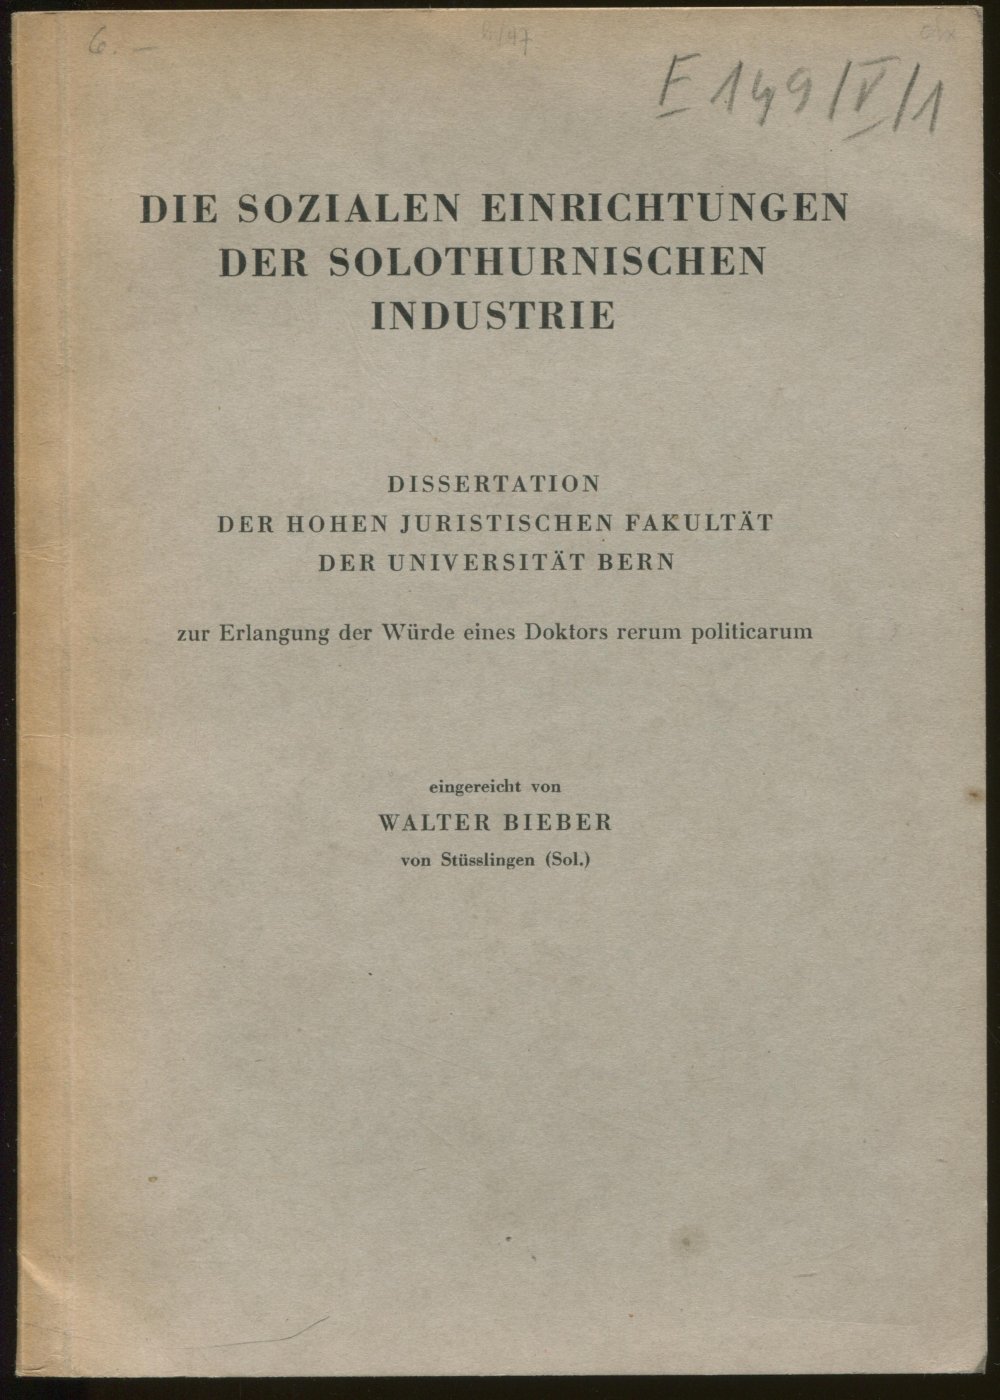 6. –
E 149/V/1
DIE SOZIALEN EINRICHTUNGEN
DER SOLOTHURNISCHEN
INDUSTRIE
DISSERTATION
DER HOHEN JURISTISCHEN FAKULTÄT
DER UNIVERSITÄT BERN
zur Erlangung der Würde eines Doktors rerum politicarum
eingereicht von
WALTER BIEBER
von Stüsslingen (Sol.)